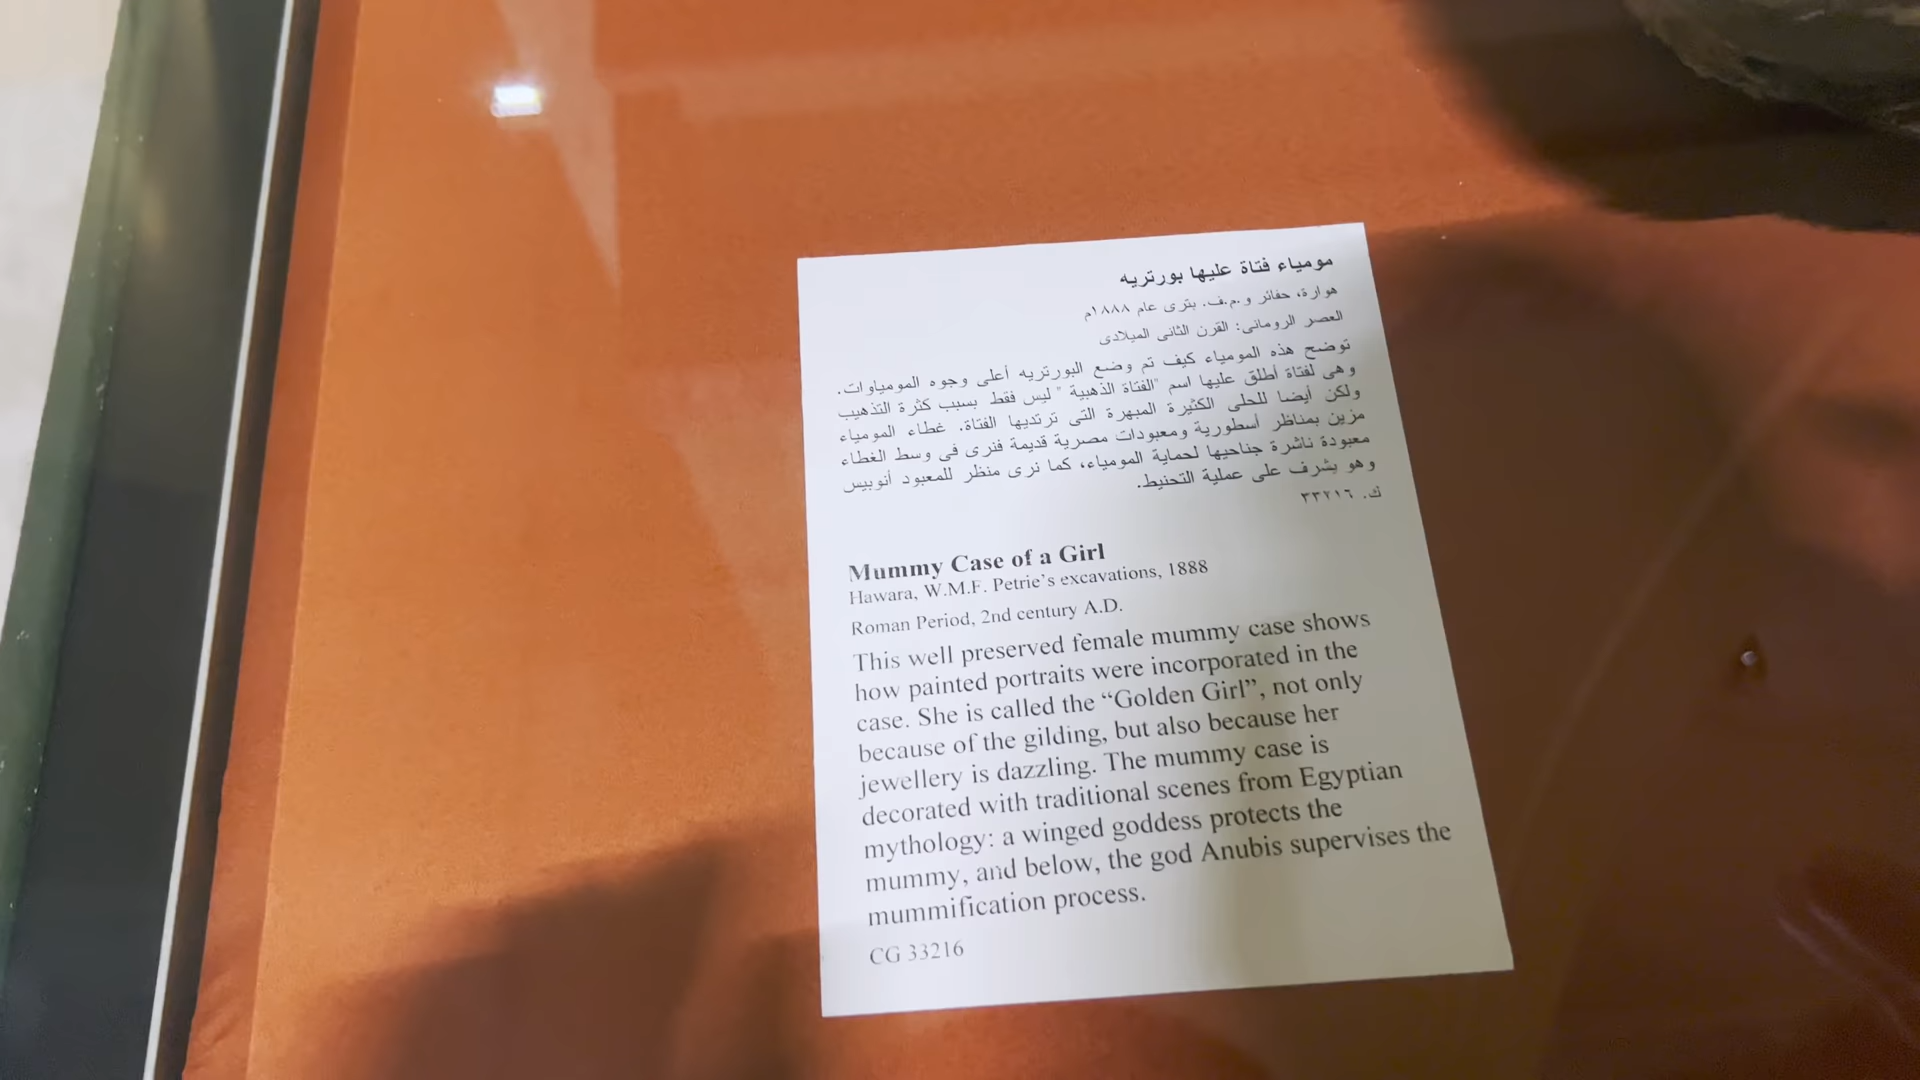 مومياء فتاة عليها بورتريه
هوارة، حفائر و.م.ف. بترى عام ١٨٨٨م
العصر الرومانى: القرن الثانى الميلادى
توضح هذه المومياء كيف تم وضع البورتريه أعلى وجوه المومياوات.
وهى لفتاة أطلق عليها اسم "الفتاة الذهبية" ليس فقط بسبب كثرة التذهيب
ولكن أيضا للحلى الكثيرة المبهرة التى ترتديها الفتاة. غطاء المومياء
مزين بمناظر أسطورية ومعبودات مصرية قديمة فنرى فى وسط الغطاء
معبودة ناشرة جناحيها لحماية المومياء، كما نرى منظر للمعبود أنوبيس
وهو يشرف على عملية التحنيط.
ك. ٣٣٢١٦
Mummy Case of a Girl
Hawara, W.M.F. Petrie's excavations, 1888
Roman Period, 2nd century A.D.
This well preserved female mummy case shows
how painted portraits were incorporated in the
case. She is called the “Golden Girl”, not only
because of the gilding, but also because her
jewellery is dazzling. The mummy case is
decorated with traditional scenes from Egyptian
mythology: a winged goddess protects the
mummy, and below, the god Anubis supervises the
mummification process.
CG 33216